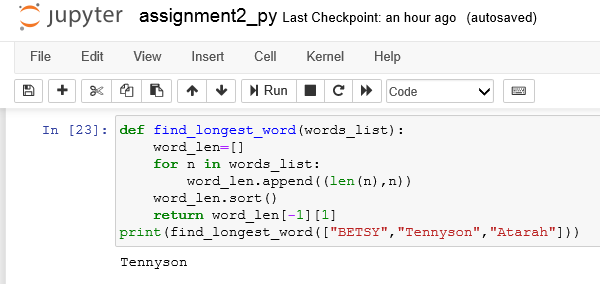 jupyter assignment2_py Last Checkpoint: an hour ago (autosaved)
File Edit View Insert Cell Kernel Help
Run Code
In [23]: def find_longest_word(words_list):
    word_len=[]
    for n in words_list:
        word_len.append((len(n),n))
    word_len.sort()
    return word_len[-1][1]
print(find_longest_word(["BETSY","Tennyson","Atarah"]))
Tennyson